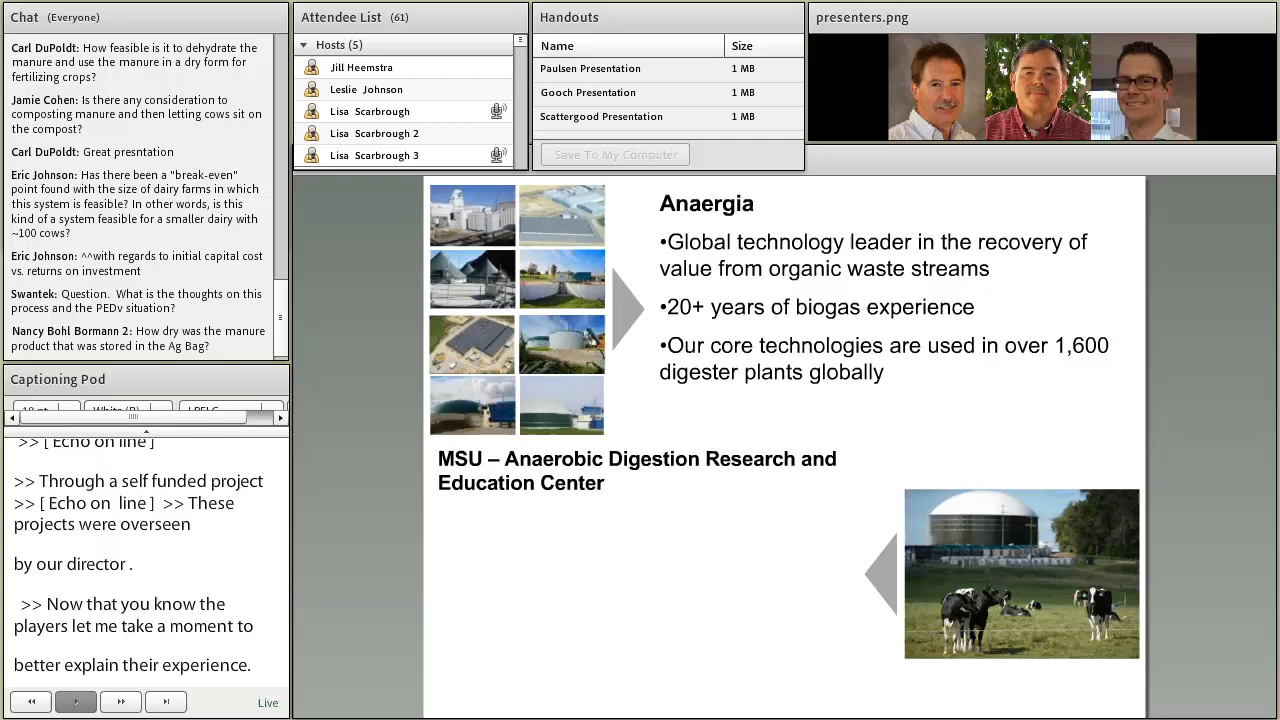 Chat (Everyone)
Carl DuPoldt: How feasible is it to dehydrate the
manure and use the manure in a dry form for
fertilizing crops?
Jamie Cohen: Is there any consideration to
composting manure and then letting cows sit on
the compost?
Carl DuPoldt: Great presntation
Eric Johnson: Has there been a "break-even"
point found with the size of dairy farms in which
this system is feasible? In other words, is this
kind of a system feasible for a smaller dairy with
~100 cows?
Eric Johnson: ^^with regards to initial capital cost
vs. returns on investment
Swantek: Question. What is the thoughts on this
process and the PEDv situation?
Nancy Bohl Bormann 2: How dry was the manure
product that was stored in the Ag Bag?
Captioning Pod
18 pt
White (B)
LPELC
>> [ Echo on line ]
>> Through a self funded project
>> [ Echo on line ] >> These
projects were overseen
by our director .
>> Now that you know the
players let me take a moment to
better explain their experience.
Live
Attendee List (61)
Hosts (5)
Jill Heemstra
Leslie Johnson
Lisa Scarbrough
Lisa Scarbrough 2
Lisa Scarbrough 3
Handouts
Name Size
Paulsen Presentation 1 MB
Gooch Presentation 1 MB
Scattergood Presentation 1 MB
Save To My Computer
presenters.png
Anaergia
•Global technology leader in the recovery of
value from organic waste streams
•20+ years of biogas experience
•Our core technologies are used in over 1,600
digester plants globally
MSU – Anaerobic Digestion Research and
Education Center